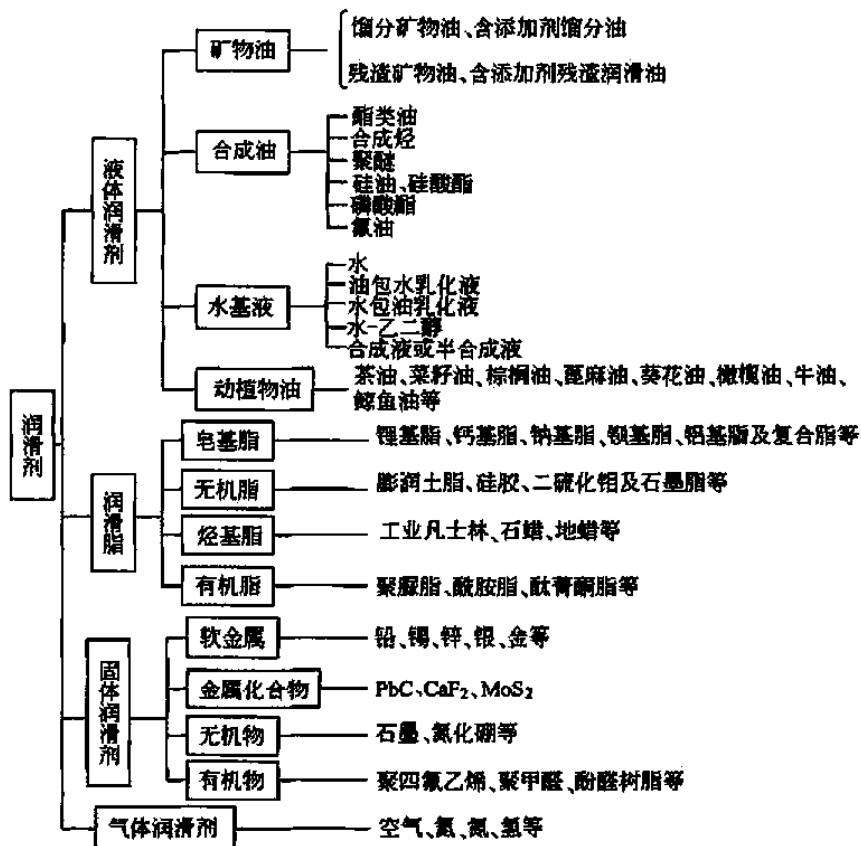 润滑剂
液体润滑剂
矿物油
馏分矿物油、含添加剂馏分油
残渣矿物油、含添加剂残渣润滑油
合成油
酯类油
合成烃
聚醚
硅油、硅酸酯
磷酸酯
氟油
水基液
水
油包水乳化液
水包油乳化液
水-乙二醇
合成液或半合成液
动植物油
茶油、菜籽油、棕榈油、蓖麻油、葵花油、橄榄油、牛油、
鲸鱼油等
润滑脂
皂基脂
锂基脂、钙基脂、钠基脂、钡基脂、铝基脂及复合脂等
无机脂
膨润土脂、硅胶、二硫化钼及石墨脂等
烃基脂
工业凡士林、石蜡、地蜡等
有机脂
聚脲脂、酰胺脂、酞菁酮脂等
固体润滑剂
软金属
铅、锡、锌、银、金等
金属化合物
PbC、CaF₂、MoS₂
无机物
石墨、氮化硼等
有机物
聚四氟乙烯、聚甲醛、酚醛树脂等
气体润滑剂
空气、等